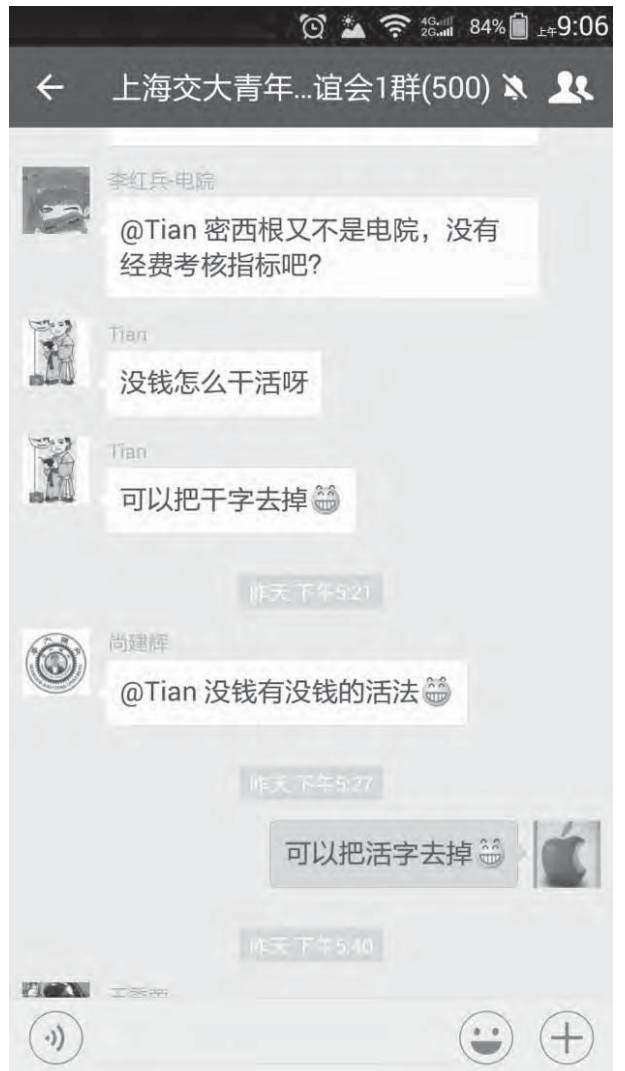 4G
2G
84%
上午9:06
上海交大青年...谊会1群(500)
李红兵-电院
@Tian 密西根又不是电院，没有
经费考核指标吧?
Tian
没钱怎么干活呀
Tian
可以把干字去掉
昨天 下午5:21
尚建辉
@Tian 没钱有没钱的活法
昨天 下午5:27
可以把活字去掉
昨天 下午5:40